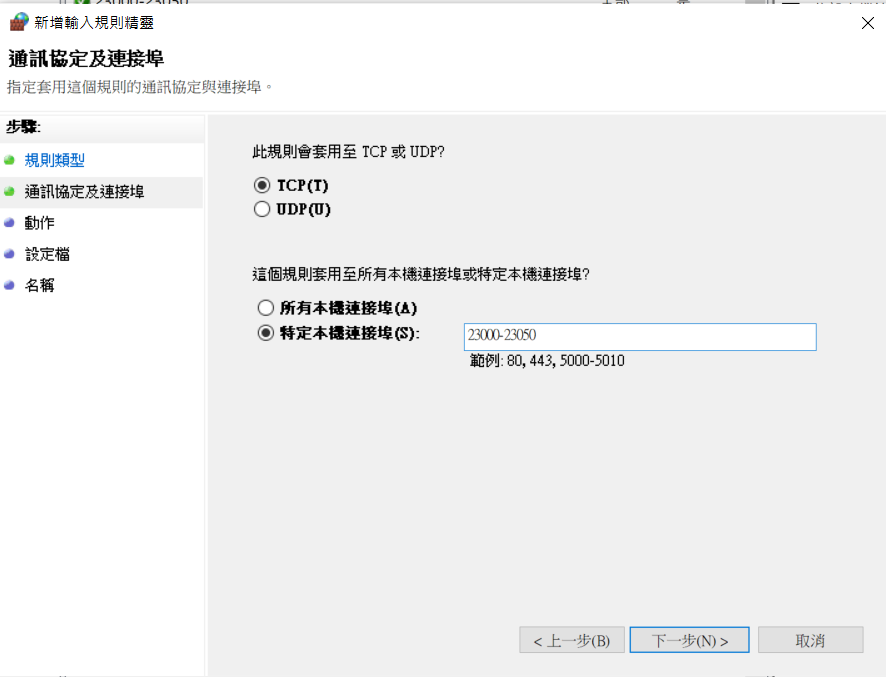 23000-23050
新增輸入規則精靈
通訊協定及連接埠
指定套用這個規則的通訊協定與連接埠。
步驟:
規則類型
通訊協定及連接埠
動作
設定檔
名稱
此規則會套用至 TCP 或 UDP?
TCP(T)
UDP(U)
這個規則套用至所有本機連接埠或特定本機連接埠?
所有本機連接埠(A)
特定本機連接埠(S):
23000-23050
範例: 80, 443, 5000-5010
< 上一步(B)
下一步(N) >
取消